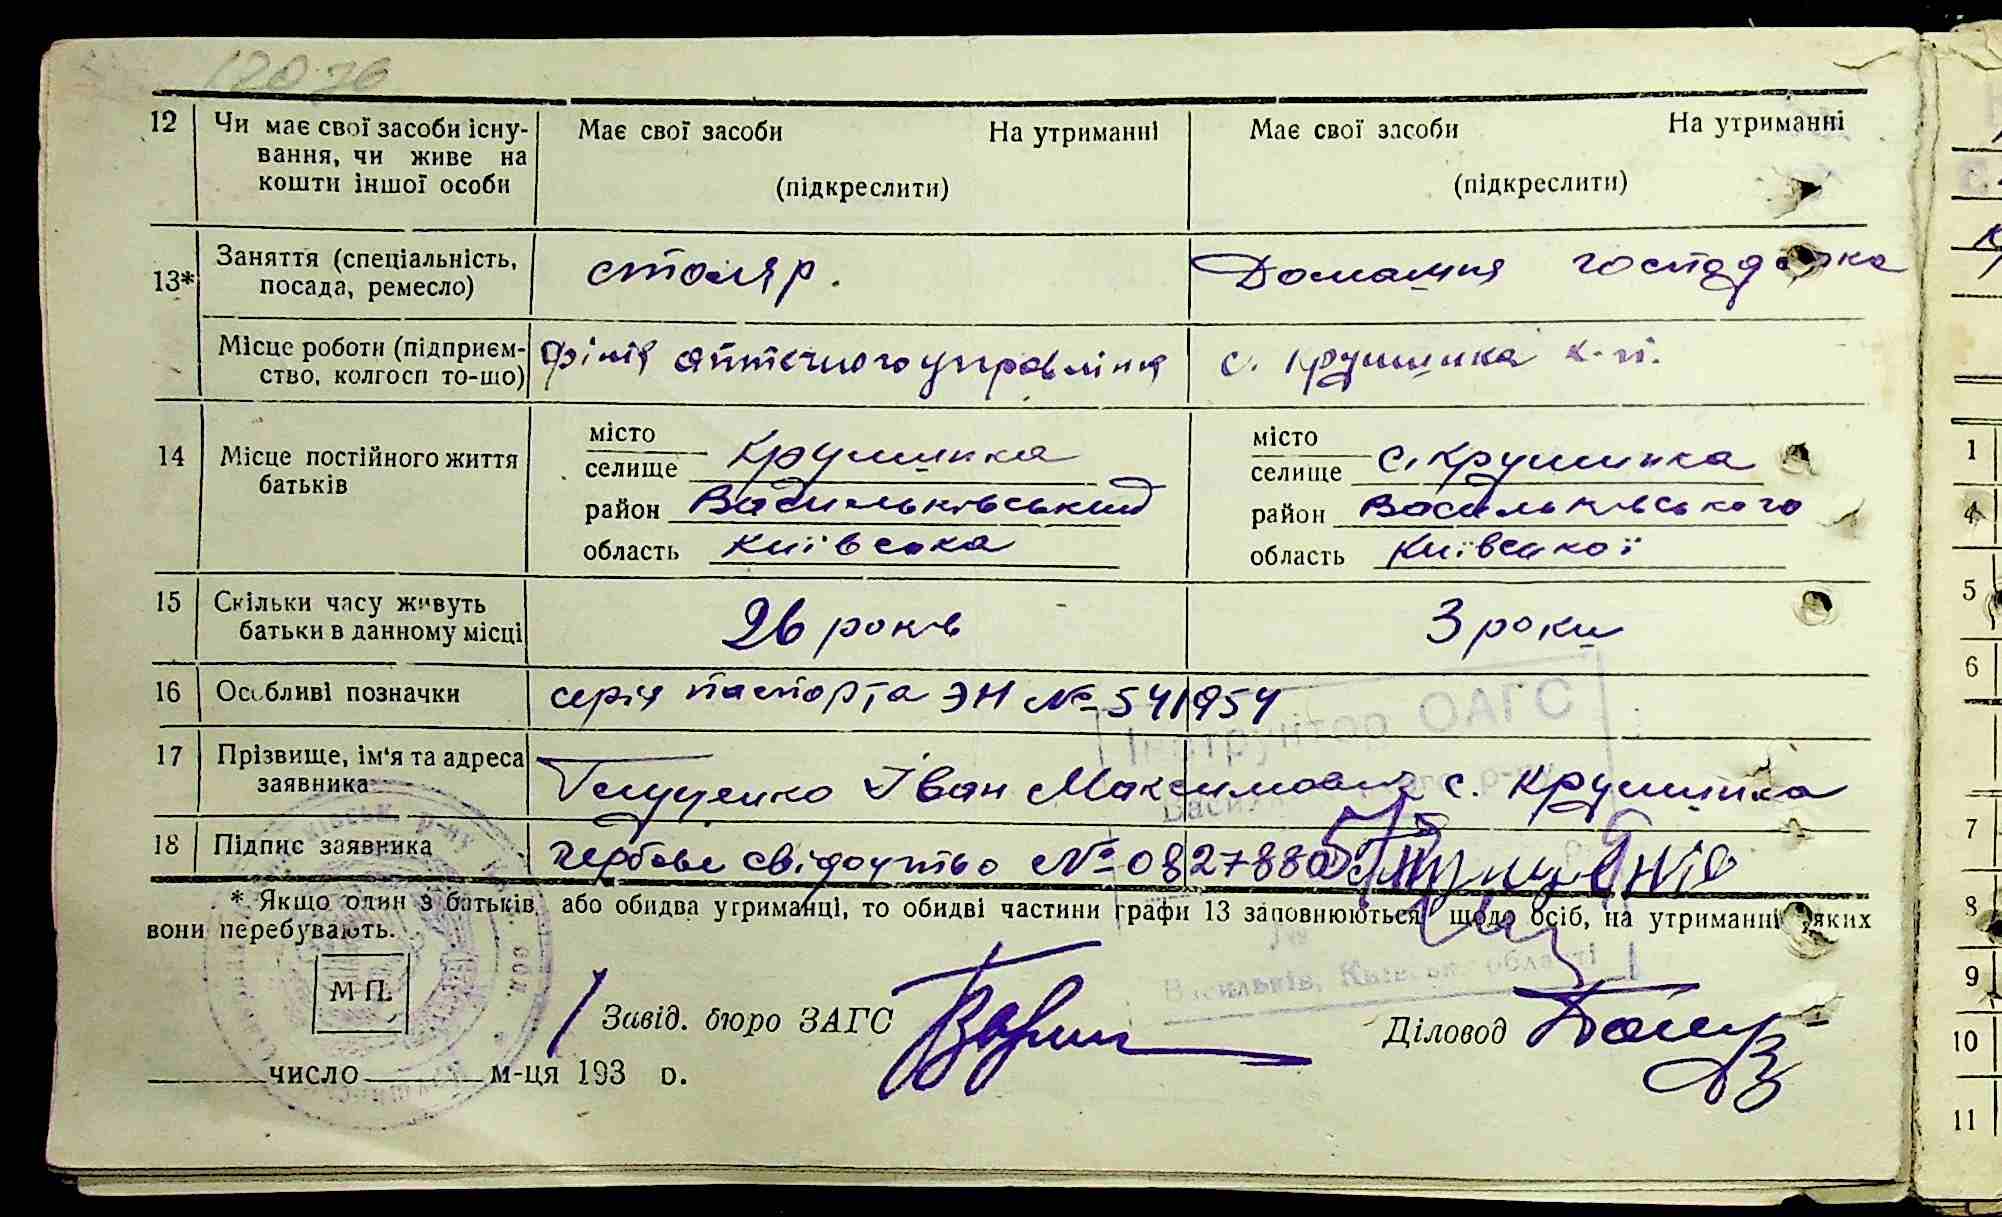 12 Чи має свої засоби існу- Має свої засоби На утриманні Має свої засоби На утриманні
вання, чи живе на
кошти іншої особи (підкреслити) (підкреслити)
13* Заняття (спеціальність, столяр. Домашня господарка
посада, ремесло)
Місце роботи (підприєм- Філія аптечного управління с. Крушинка к-п.
ство, колгосп то-що)
14 Місце постійного життя місто Крушинка місто с. Крушинка
батьків селище селище
район Васильківський район Васильківського
область Київська область Київської
15 Скільки часу живуть 26 років 3 роки
батьки в данному місці
16 Особливі позначки серія паспорта ЭН № 541954
17 Прізвище, ім'я та адреса Іван Максимович с. Крушинка
заявника
18 Підпис заявника гербове свідоцтво №
* Якщо один з батьків, або обидва утриманці, то обидві частини графи 13 заповнюються щодо осіб, на утриманні яких
вони перебувають.
Інструктор ОАГС
Васильків, Київської області
М П.
Завід. бюро ЗАГС Діловод
число м-ця 193 о.
1
4
5
6
7
8
9
10
11